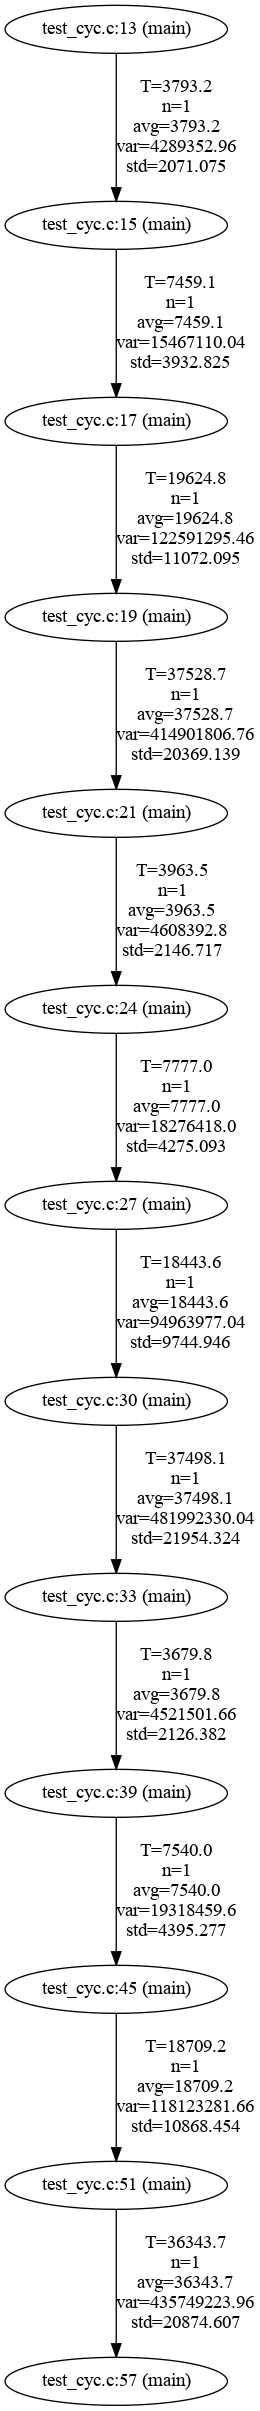 test_cyc.c:13 (main)
T=3793.2
n=1
avg=3793.2
var=4289352.96
std=2071.075
test_cyc.c:15 (main)
T=7459.1
n=1
avg=7459.1
var=15467110.04
std=3932.825
test_cyc.c:17 (main)
T=19624.8
n=1
avg=19624.8
var=122591295.46
std=11072.095
test_cyc.c:19 (main)
T=37528.7
n=1
avg=37528.7
var=414901806.76
std=20369.139
test_cyc.c:21 (main)
T=3963.5
n=1
avg=3963.5
var=4608392.8
std=2146.717
test_cyc.c:24 (main)
T=7777.0
n=1
avg=7777.0
var=18276418.0
std=4275.093
test_cyc.c:27 (main)
T=18443.6
n=1
avg=18443.6
var=94963977.04
std=9744.946
test_cyc.c:30 (main)
T=37498.1
n=1
avg=37498.1
var=481992330.04
std=21954.324
test_cyc.c:33 (main)
T=3679.8
n=1
avg=3679.8
var=4521501.66
std=2126.382
test_cyc.c:39 (main)
T=7540.0
n=1
avg=7540.0
var=19318459.6
std=4395.277
test_cyc.c:45 (main)
T=18709.2
n=1
avg=18709.2
var=118123281.66
std=10868.454
test_cyc.c:51 (main)
T=36343.7
n=1
avg=36343.7
var=435749223.96
std=20874.607
test_cyc.c:57 (main)